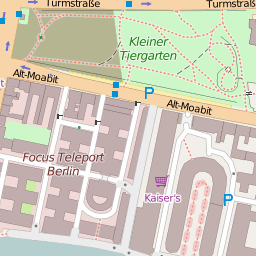 Turmstraße
Turmstraße
Kleiner
Tiergarten
Alt-Moabit
P
Alt-Moabit
Focus Teleport
Berlin
Kaiser's
P